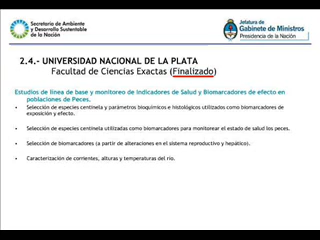 Secretaría de Ambiente
y Desarrollo Sustentable
de la Nación
Jefatura de
Gabinete de Ministros
Presidencia de la Nación
2.4.- UNIVERSIDAD NACIONAL DE LA PLATA
Facultad de Ciencias Exactas (Finalizado)
Estudios de línea de base y monitoreo de indicadores de Salud y Biomarcadores de efecto en
poblaciones de Peces.
• Selección de especies centinela y parámetros bioquímicos e histológicos utilizados como biomarcadores de
exposición y efecto.
• Selección de especies centinela utilizadas como biomarcadores para monitorear el estado de salud los peces.
• Selección de biomarcadores (a partir de alteraciones en el sistema reproductivo y hepático).
• Caracterización de corrientes, alturas y temperaturas del río.